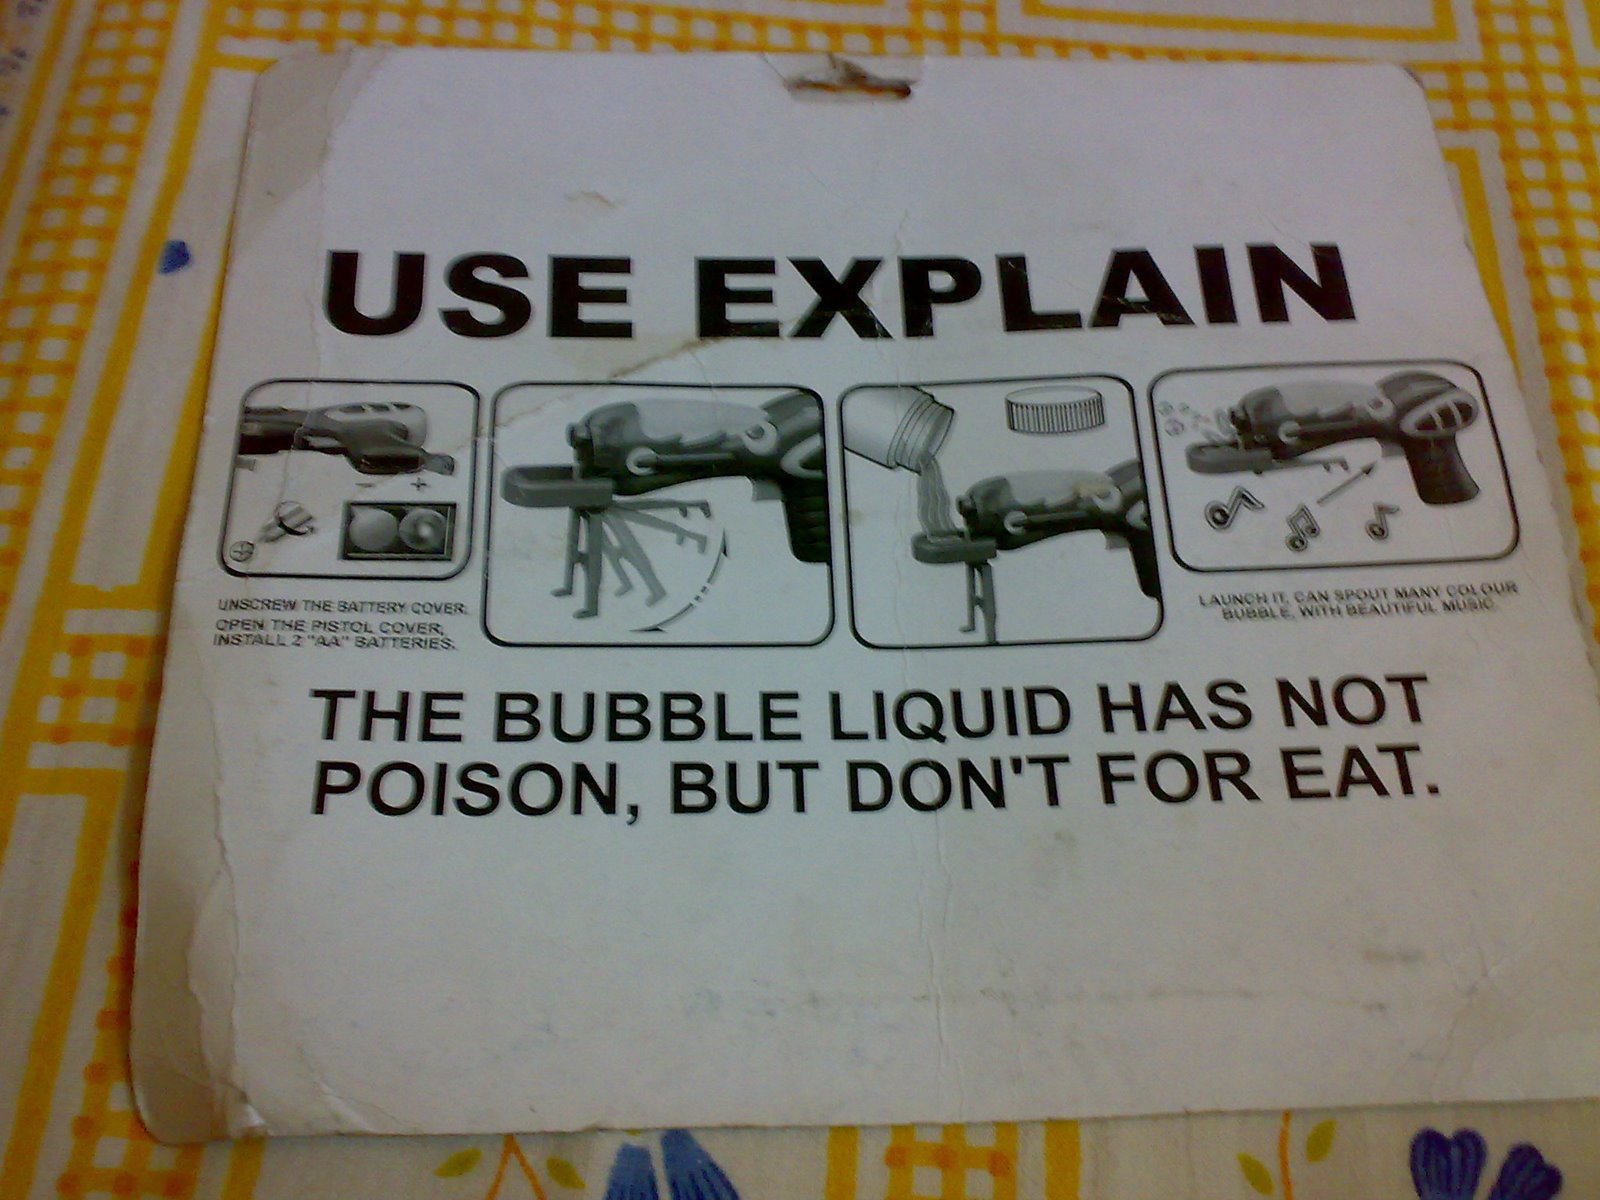 USE EXPLAIN
- +
UNSCREW THE BATTERY COVER,
OPEN THE PISTOL COVER,
INSTALL 2 "AA" BATTERIES.
LAUNCH IT, CAN SPOUT MANY COLOUR
BUBBLE, WITH BEAUTIFUL MUSIC.
THE BUBBLE LIQUID HAS NOT
POISON, BUT DON'T FOR EAT.